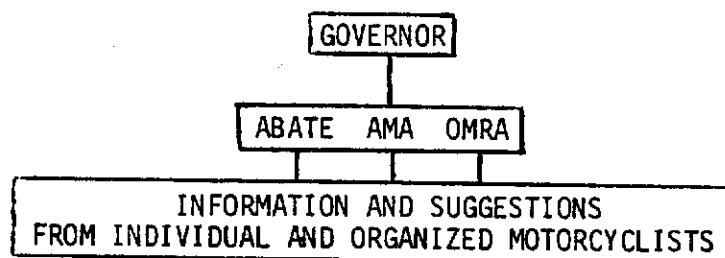 GOVERNOR
ABATE AMA OMRA
INFORMATION AND SUGGESTIONS
FROM INDIVIDUAL AND ORGANIZED MOTORCYCLISTS